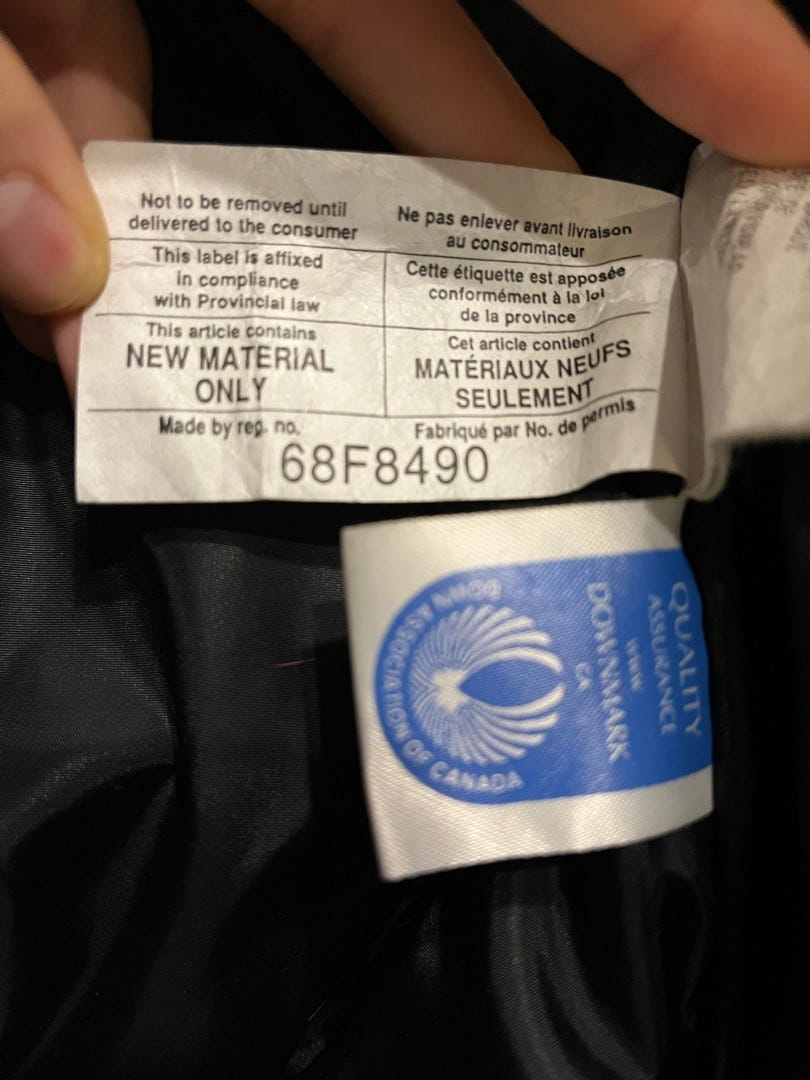 Not to be removed until
delivered to the consumer
Ne pas enlever avant livraison
au consommateur
This label is affixed
in compliance
with Provincial law
Cette étiquette est apposée
conformément à la loi
de la province
This article contains
NEW MATERIAL
ONLY
Cet article contient
MATÉRIAUX NEUFS
SEULEMENT
Made by reg. no.
Fabriqué par No. de permis
68F8490
QUALITY
ASSURANCE
www
DOWNMARK
CA
DOWN ASSOCIATION OF CANADA